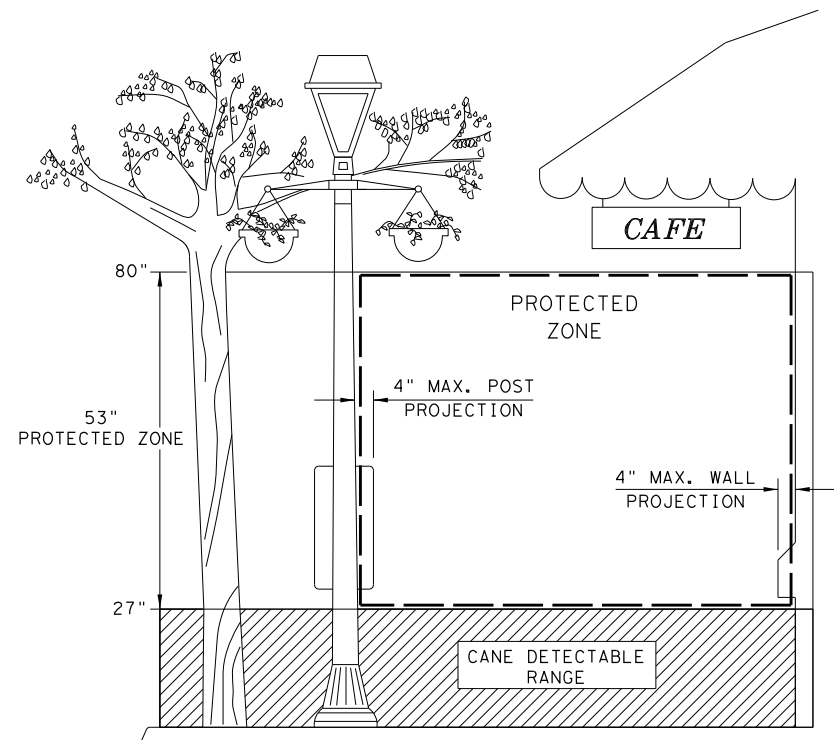 CAFE
80"
PROTECTED
ZONE
4" MAX. POST
PROJECTION
53"
PROTECTED ZONE
4" MAX. WALL
PROJECTION
27"
CANE DETECTABLE
RANGE